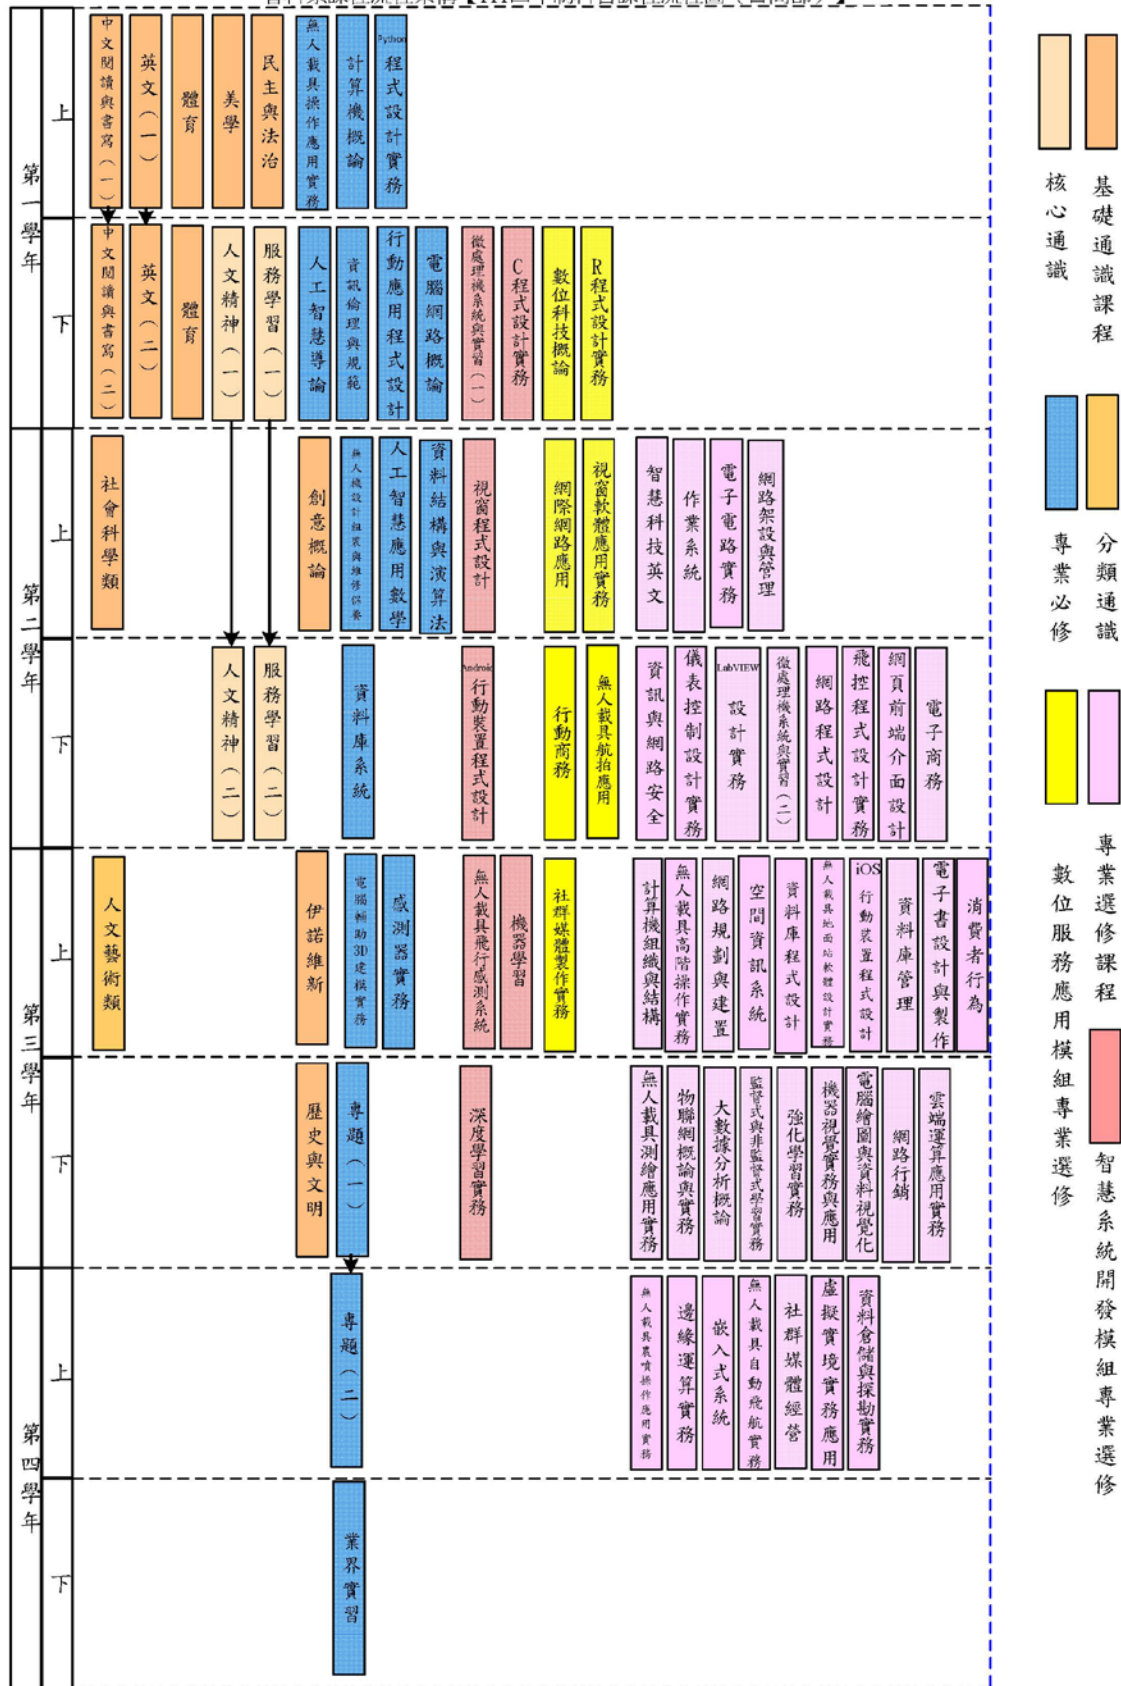 第一學年
上
中文閱讀與書寫（一）
英文（一）
體育
美學
民主與法治
無人載具操作應用實務
計算機概論
Python程式設計實務
下
中文閱讀與書寫（二）
英文（二）
體育
人文精神（一）
服務學習（一）
人工智慧導論
資訊倫理與規範
行動應用程式設計
電腦網路概論
微處理機系統與實習（一）
C程式設計實務
數位科技概論
R程式設計實務
第二學年
上
社會科學類
創意概論
無人機設計組裝與維修保養
人工智慧應用數學
資料結構與演算法
視窗程式設計
網際網路應用
視窗軟體應用實務
智慧科技英文
作業系統
電子電路實務
網路架設與管理
下
人文精神（二）
服務學習（二）
資料庫系統
Android行動裝置程式設計
行動商務
無人載具航拍應用
資訊與網路安全
儀表控制設計實務
LabVIEW設計實務
微處理機系統與實習（二）
網路程式設計
飛控程式設計實務
網頁前端介面設計
電子商務
第三學年
上
人文藝術類
伊諾維新
電腦輔助3D建模實務
感測器實務
無人載具飛行感測系統
機器學習
社群媒體製作實務
計算機組織與結構
無人載具高階操作實務
網路規劃與建置
空間資訊系統
資料庫程式設計
無人載具地面站軟體設計實務
iOS行動裝置程式設計
資料庫管理
電子書設計與製作
消費者行為
下
歷史與文明
專題（一）
深度學習實務
無人載具測繪應用實務
物聯網概論與實務
大數據分析概論
監督式與非監督式學習實務
強化學習實務
機器視覺實務與應用
電腦繪圖與資料視覺化
網路行銷
雲端運算應用實務
第四學年
上
專題（二）
無人載具農噴操作應用實務
邊緣運算實務
嵌入式系統
無人載具自動飛航實務
社群媒體經營
虛擬實境實務應用
資料倉儲與探勘實務
下
業界實習
基礎通識課程
核心通識
分類通識
專業必修
專業選修課程
數位服務應用模組專業選修
智慧系統開發模組專業選修